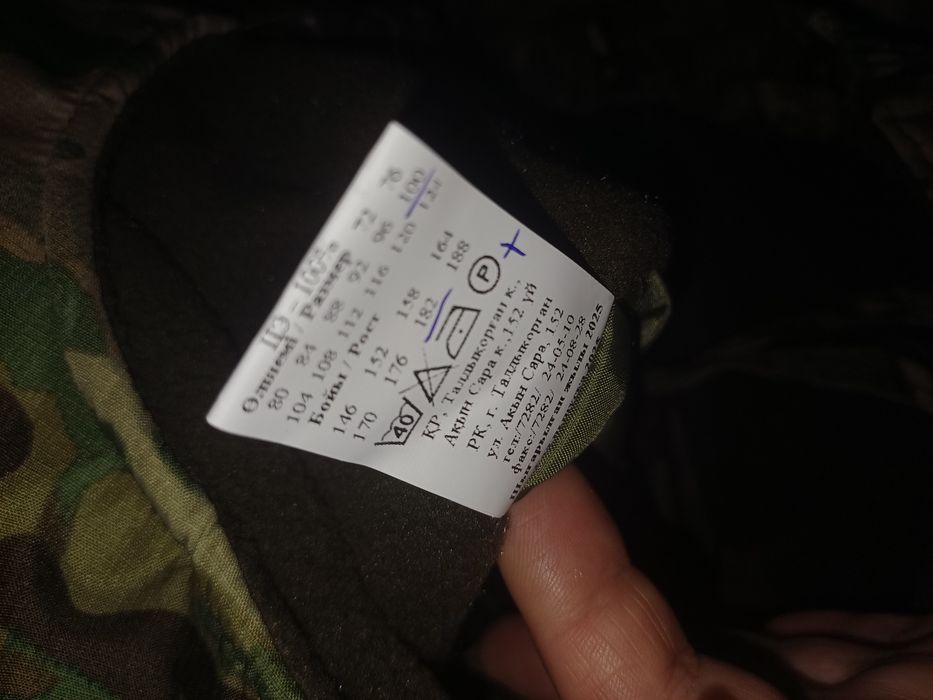 ПЭ – 100%
Өлшемі / Размер 72 76
80 84 88 92 96 100
104 108 112 116 120 124
Бойы / Рост 164
146 152 158 188
170 176 182
40 P
ҚР, Талдықорған қ.,
Ақын Сара к.,152 үй
РК, г. Талдыкорган
ул. Акын Сара, 152
тел:/7282/ 24-05-10
факс:/7282/ 24-08-28
Шығарылған жылы 2025